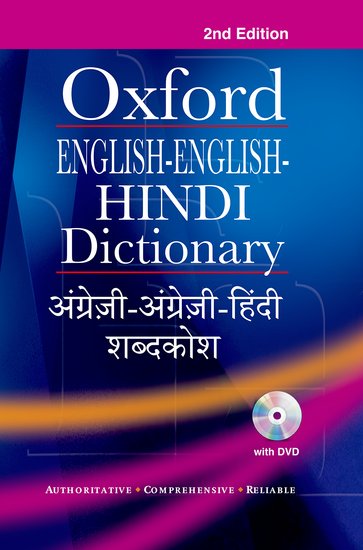 2nd Edition
Oxford
ENGLISH-ENGLISH-
HINDI
Dictionary
अंग्रेज़ी-अंग्रेज़ी-हिंदी
शब्दकोश
with DVD
AUTHORITATIVE ◆ COMPREHENSIVE ◆ RELIABLE